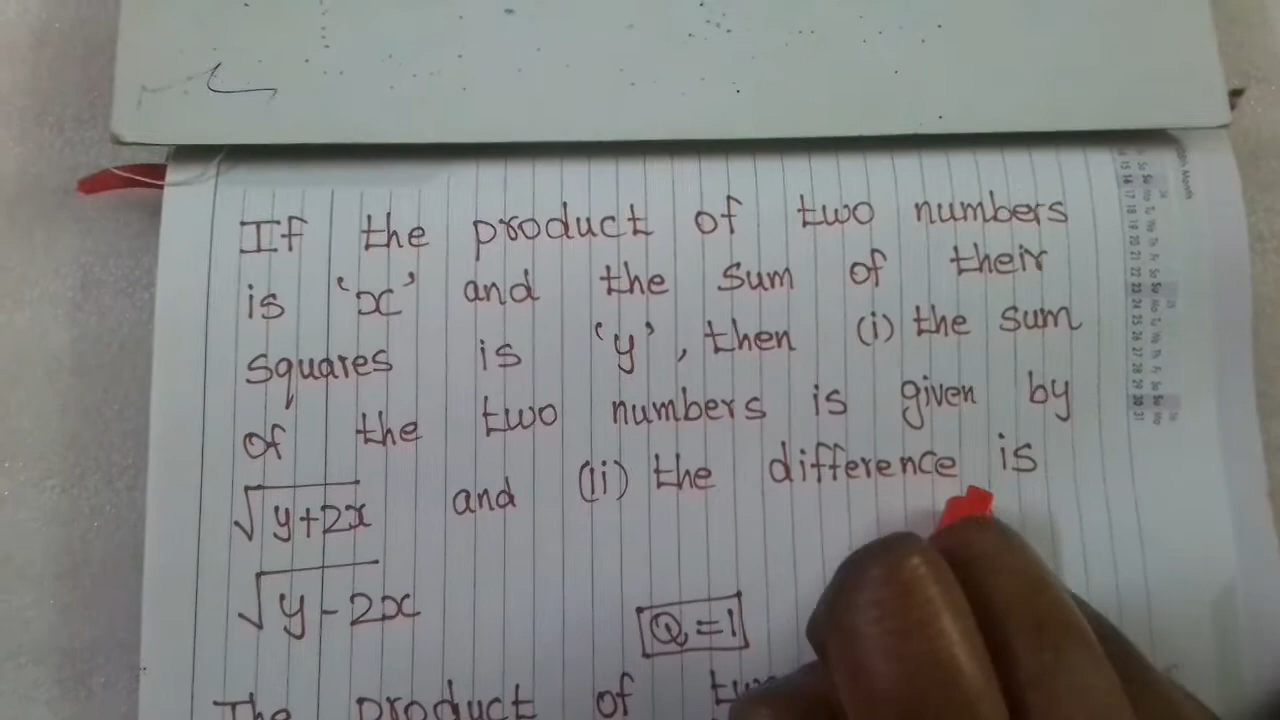 If the product of two numbers
is 'x' and the sum of their
squares is 'y', then (i) the sum
of the two numbers is given by
√y+2x and (ii) the difference is
√y-2x
Q=1
The product of